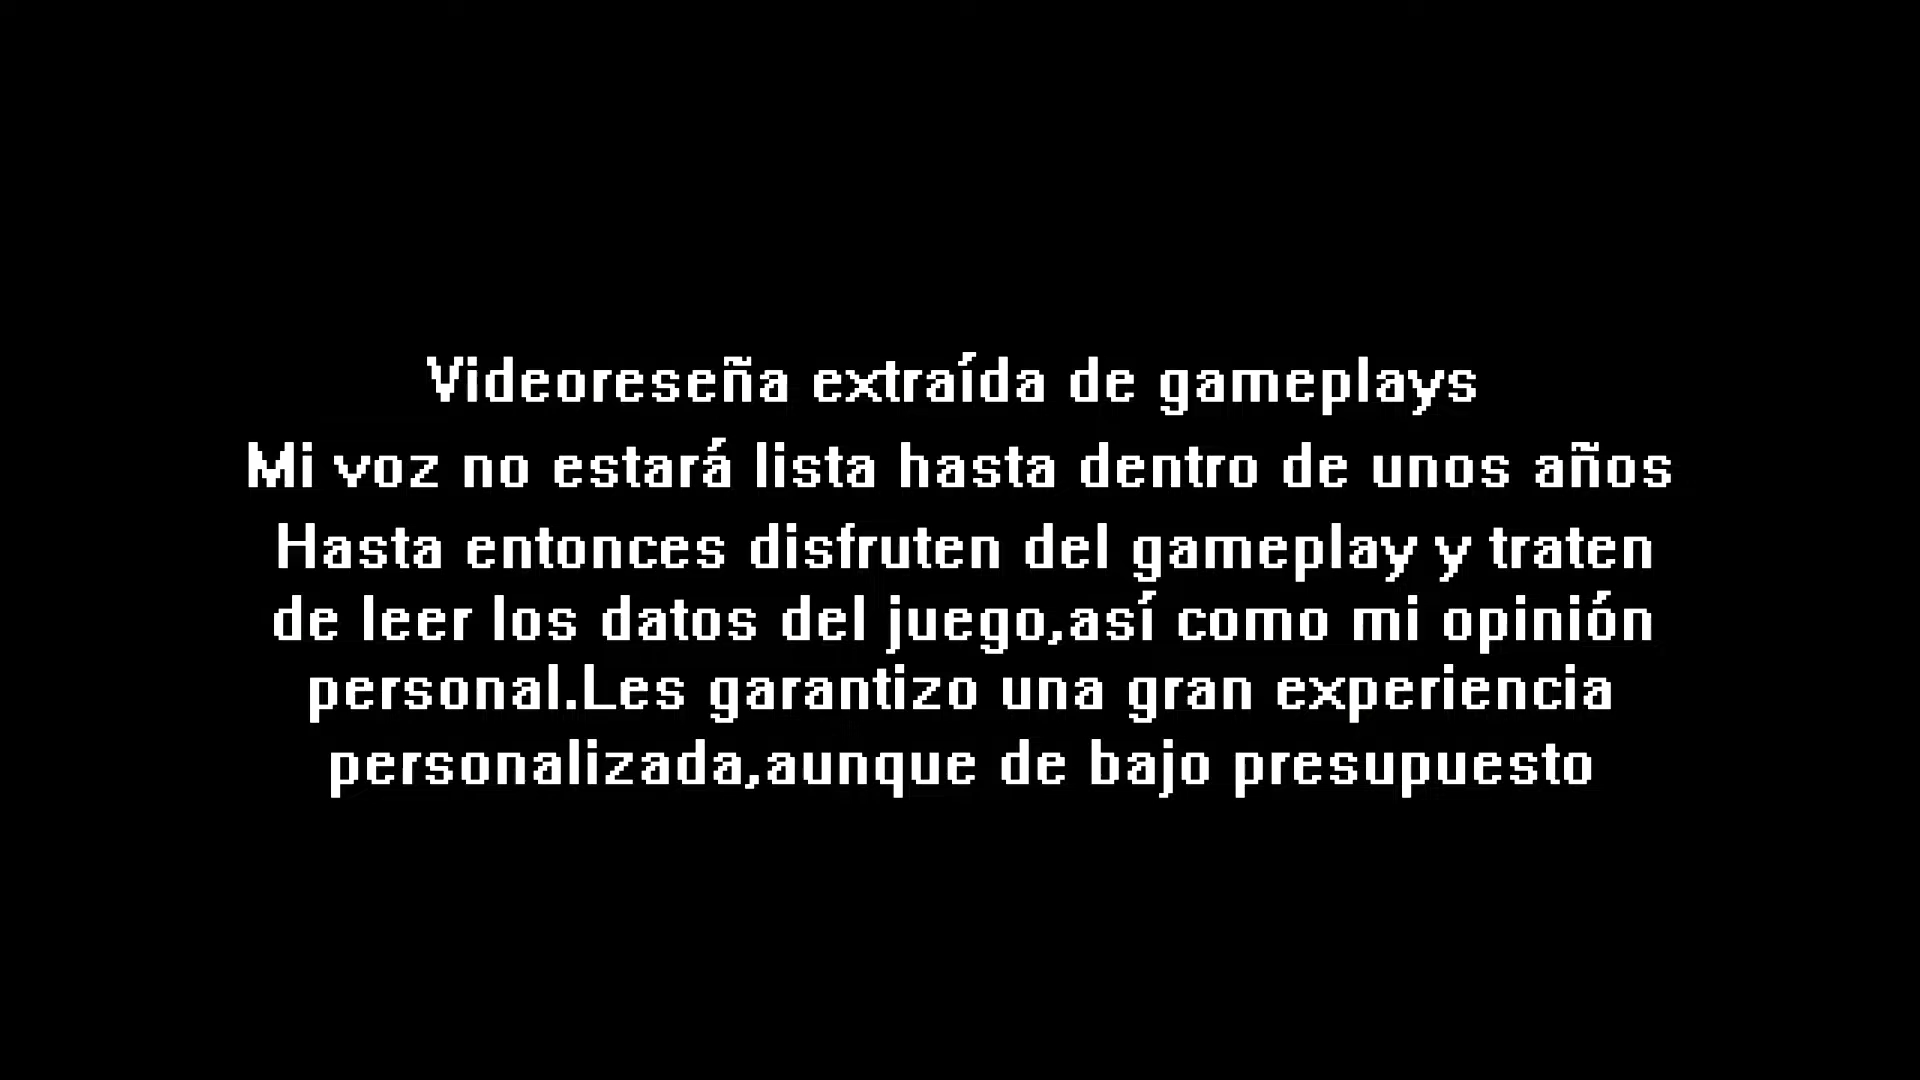 Videoreseña extraída de gameplays
Mi voz no estará lista hasta dentro de unos años
Hasta entonces disfruten del gameplay y traten
de leer los datos del juego,así como mi opinión
personal.Les garantizo una gran experiencia
personalizada,aunque de bajo presupuesto